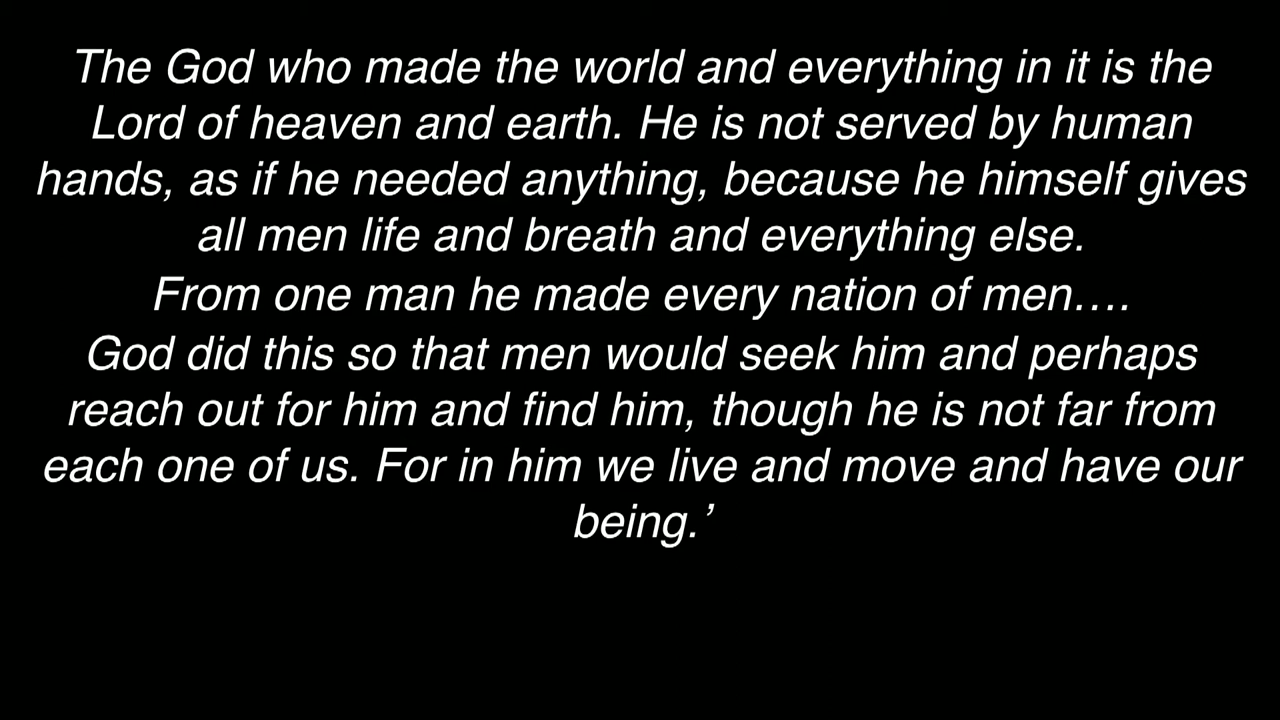 The God who made the world and everything in it is the
Lord of heaven and earth. He is not served by human
hands, as if he needed anything, because he himself gives
all men life and breath and everything else.
From one man he made every nation of men….
God did this so that men would seek him and perhaps
reach out for him and find him, though he is not far from
each one of us. For in him we live and move and have our
being.’